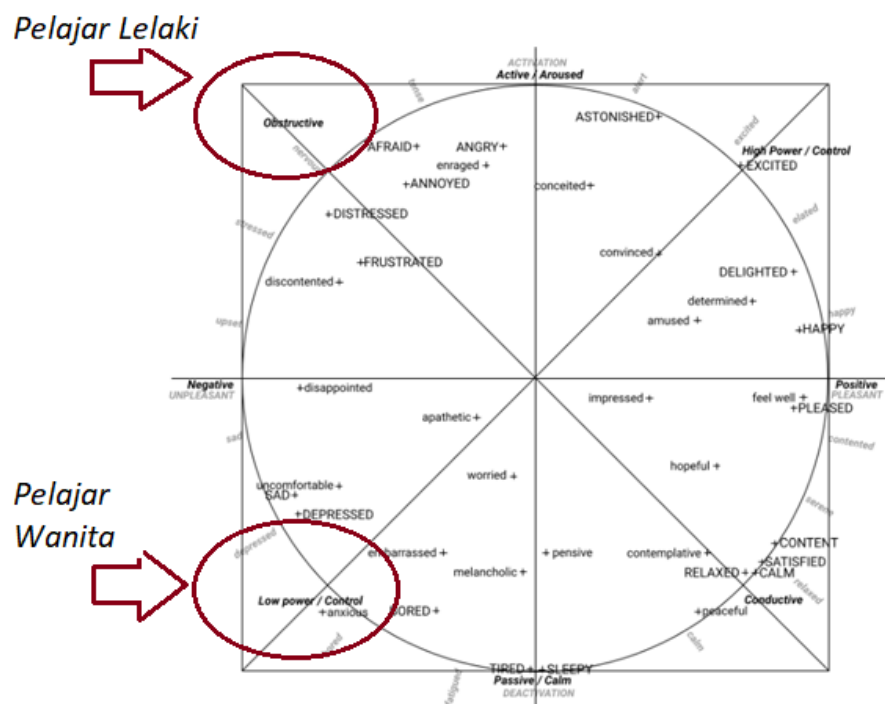 Pelajar Lelaki
ACTIVATION
Active / Aroused
tense
alert
Obstructive
ASTONISHED+
nervous
AFRAID+
ANGRY+
excited
High Power / Control
enraged +
+EXCITED
+ANNOYED
conceited +
+DISTRESSED
elated
stressed
convinced +
+FRUSTRATED
DELIGHTED +
discontented +
determined +
happy
upset
amused +
+HAPPY
Negative
UNPLEASANT
+disappointed
Positive
PLEASANT
impressed +
feel well +
+PLEASED
apathetic +
sad
contented
hopeful +
worried +
Pelajar
Wanita
uncomfortable +
SAD+
serene
+DEPRESSED
depressed
embarrassed +
+ pensive
contemplative +
+CONTENT
+SATISFIED
melancholic +
RELAXED +
+CALM
relaxed
Low power / Control
Conductive
+anxious
BORED+
+peaceful
calm
TIRED +
+SLEEPY
fatigued
Passive / Calm
DEACTIVATION